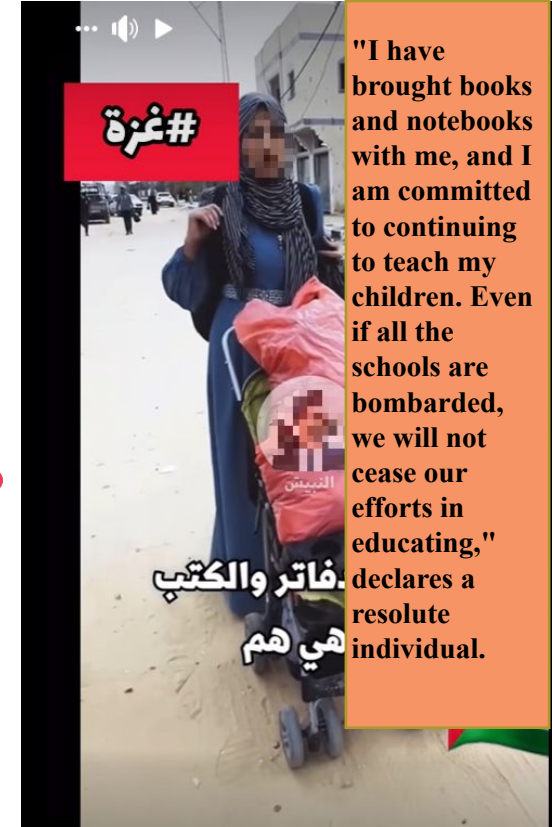 #غزة
"I have
brought books
and notebooks
with me, and I
am committed
to continuing
to teach my
children. Even
if all the
schools are
bombarded,
we will not
cease our
efforts in
educating,"
declares a
resolute
individual.
النبيش
والكتب
هي هم